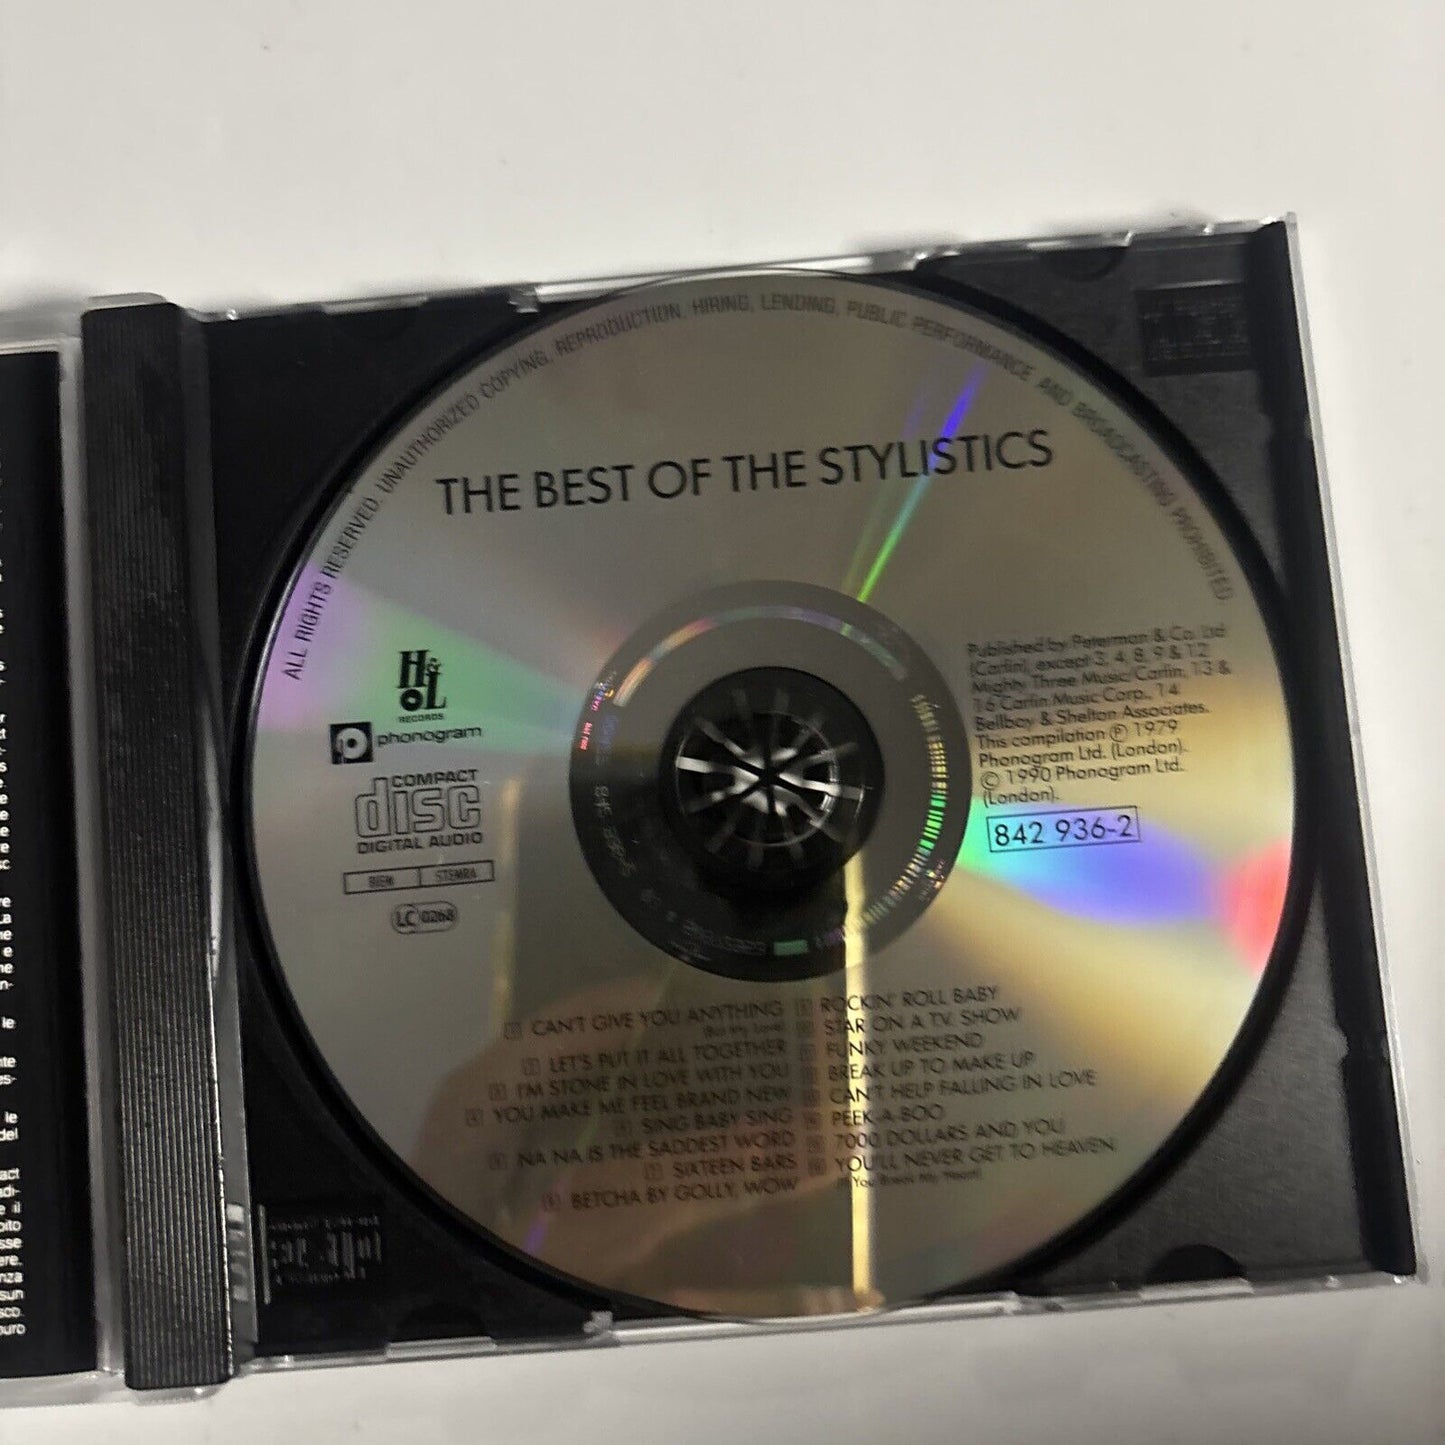 ALL RIGHTS RESERVED. UNAUTHORIZED COPYING, REPRODUCTION, HIRING, LENDING, PUBLIC PERFORMANCE AND BROADCASTING PROHIBITED.
THE BEST OF THE STYLISTICS
H&L
RECORDS
phonogram
COMPACT
disc
DIGITAL AUDIO
BIEM STEMRA
LC 0268
Published by Peterman & Co. Ltd
(Carlin), except 3, 4, 8, 9 & 12
Mighty Three Music/Carlin, 13 &
16 Carlin Music Corp., 14
Bellboy & Shelton Associates.
This compilation ℗ 1979
Phonogram Ltd. (London).
© 1990 Phonogram Ltd.
(London).
842 936-2
CAN'T GIVE YOU ANYTHING
(But My Love)
LET'S PUT IT ALL TOGETHER
I'M STONE IN LOVE WITH YOU
YOU MAKE ME FEEL BRAND NEW
SING BABY SING
NA NA IS THE SADDEST WORD
SIXTEEN BARS
BETCHA BY GOLLY, WOW
ROCKIN' ROLL BABY
STAR ON A T.V. SHOW
FUNKY WEEKEND
BREAK UP TO MAKE UP
CAN'T HELP FALLING IN LOVE
PEEK-A-BOO
7000 DOLLARS AND YOU
YOU'LL NEVER GET TO HEAVEN
(If You Break My Heart)